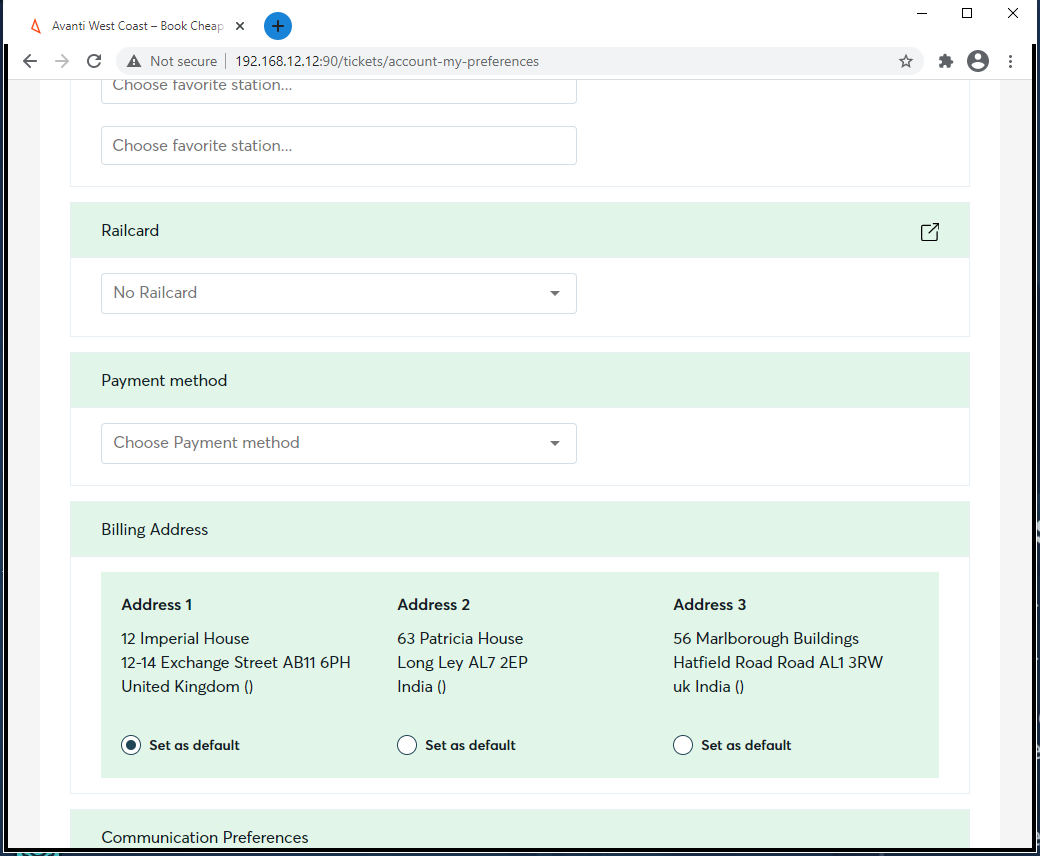 Avanti West Coast – Book Cheap
Not secure
192.168.12.12:90/tickets/account-my-preferences
Choose favorite station...
Choose favorite station...
Railcard
No Railcard
Payment method
Choose Payment method
Billing Address
Address 1
12 Imperial House
12-14 Exchange Street AB11 6PH
United Kingdom ()
Set as default
Address 2
63 Patricia House
Long Ley AL7 2EP
India ()
Set as default
Address 3
56 Marlborough Buildings
Hatfield Road Road AL1 3RW
uk India ()
Set as default
Communication Preferences